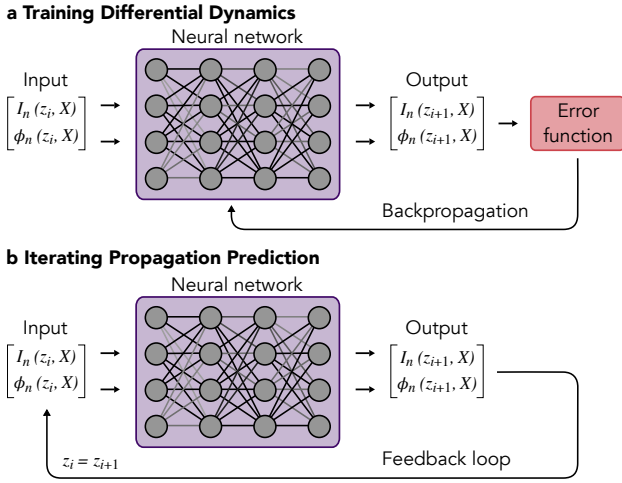 a Training Differential Dynamics
Neural network
Input
Output
I_n (z_i, X)
ϕ_n (z_i, X)
I_n (z_{i+1}, X)
ϕ_n (z_{i+1}, X)
Error
function
Backpropagation
b Iterating Propagation Prediction
Neural network
Input
Output
I_n (z_i, X)
ϕ_n (z_i, X)
I_n (z_{i+1}, X)
ϕ_n (z_{i+1}, X)
z_i = z_{i+1}
Feedback loop